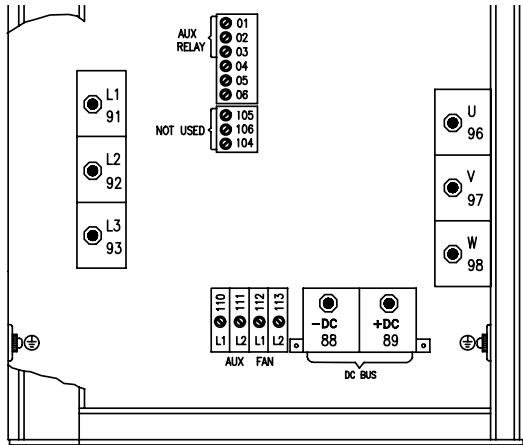 AUX
RELAY
01
02
03
04
05
06
NOT USED
105
106
104
L1
91
L2
92
L3
93
U
96
V
97
W
98
110 111 112 113
L1 L2 L1 L2
AUX FAN
-DC
88
+DC
89
DC BUS